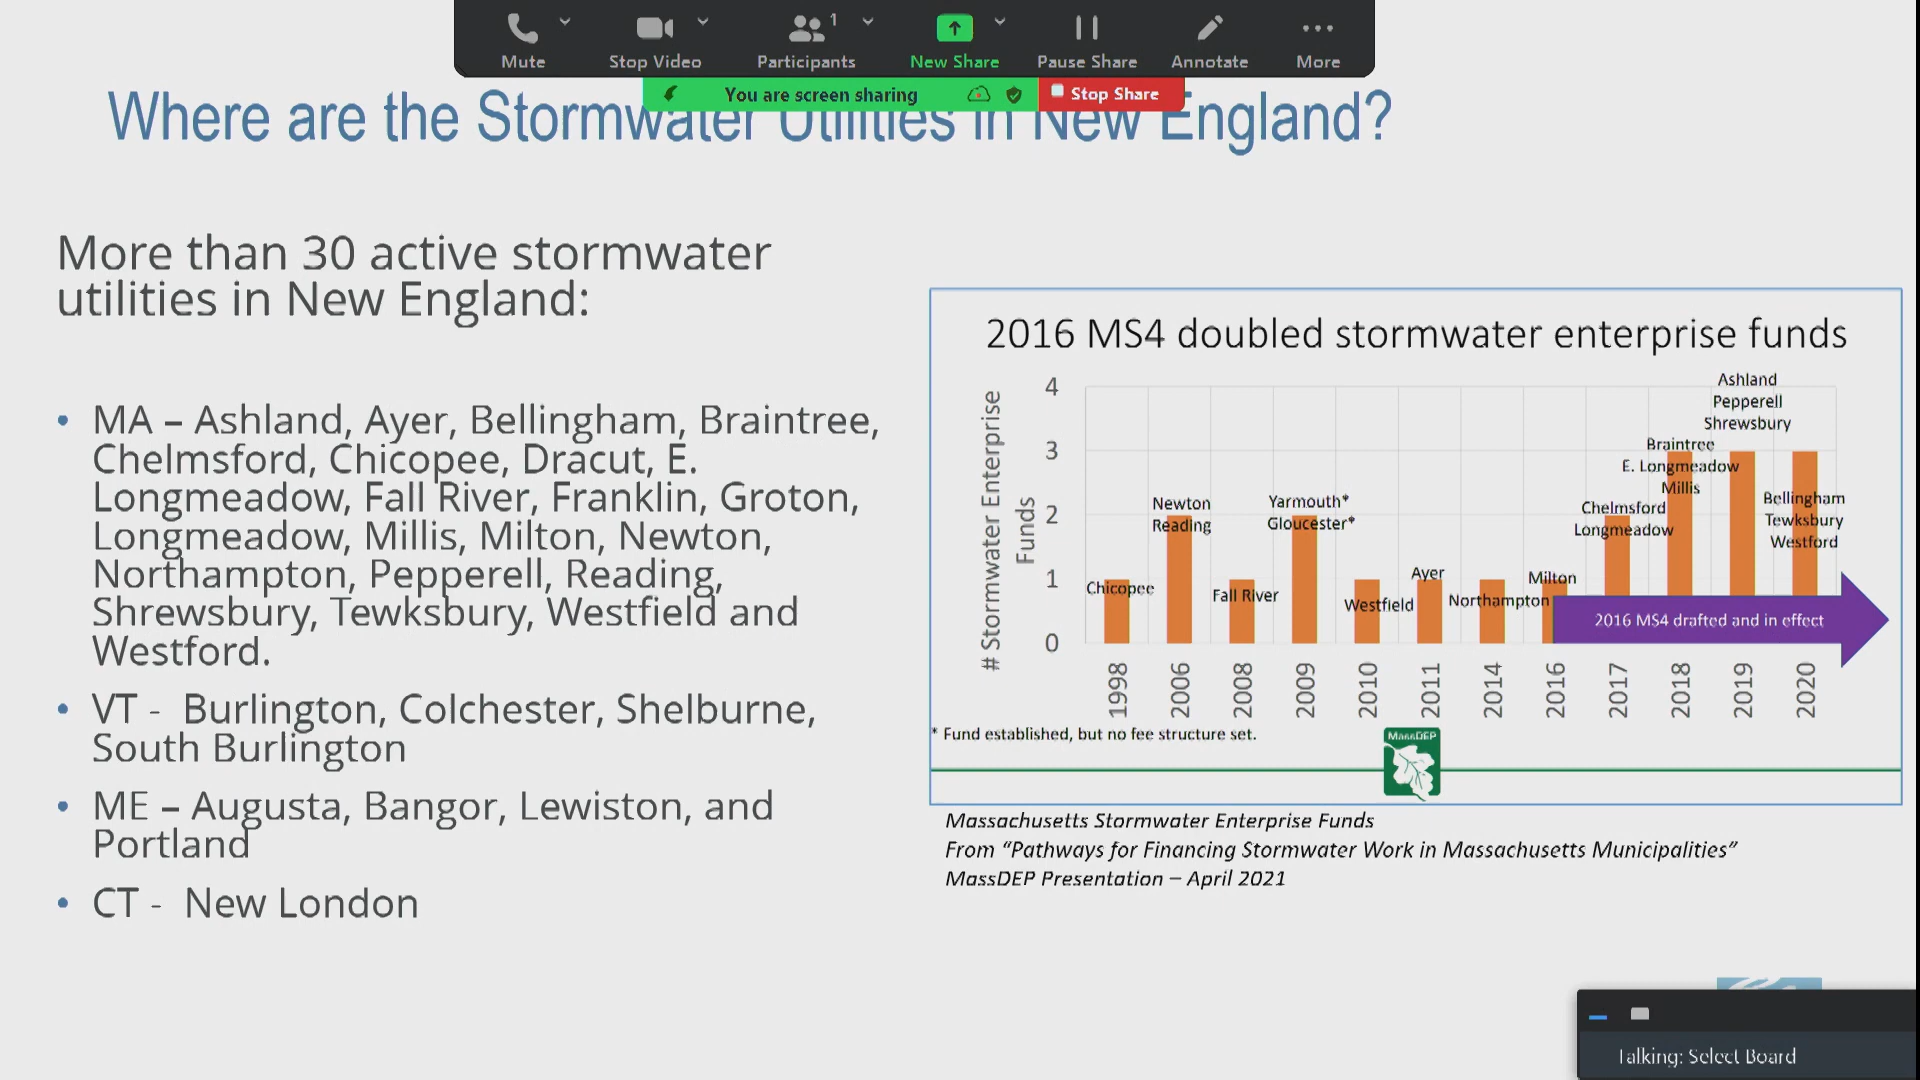 Mute
Stop Video
Participants
1
New Share
Pause Share
Annotate
More
You are screen sharing
Stop Share
Where are the Stormwater Utilities in New England?
More than 30 active stormwater
utilities in New England:
• MA – Ashland, Ayer, Bellingham, Braintree,
Chelmsford, Chicopee, Dracut, E.
Longmeadow, Fall River, Franklin, Groton,
Longmeadow, Millis, Milton, Newton,
Northampton, Pepperell, Reading,
Shrewsbury, Tewksbury, Westfield and
Westford.
• VT - Burlington, Colchester, Shelburne,
South Burlington
• ME – Augusta, Bangor, Lewiston, and
Portland
• CT - New London
2016 MS4 doubled stormwater enterprise funds
# Stormwater Enterprise
Funds
4
3
2
1
0
Chicopee
Newton
Reading
Fall River
Yarmouth*
Gloucester*
Westfield
Ayer
Northampton
Milton
Chelmsford
Longmeadow
Braintree
E. Longmeadow
Millis
Ashland
Pepperell
Shrewsbury
Bellingham
Tewksbury
Westford
2016 MS4 drafted and in effect
1998
2006
2008
2009
2010
2011
2014
2016
2017
2018
2019
2020
* Fund established, but no fee structure set.
MassDEP
Massachusetts Stormwater Enterprise Funds
From “Pathways for Financing Stormwater Work in Massachusetts Municipalities”
MassDEP Presentation – April 2021
Talking: Select Board